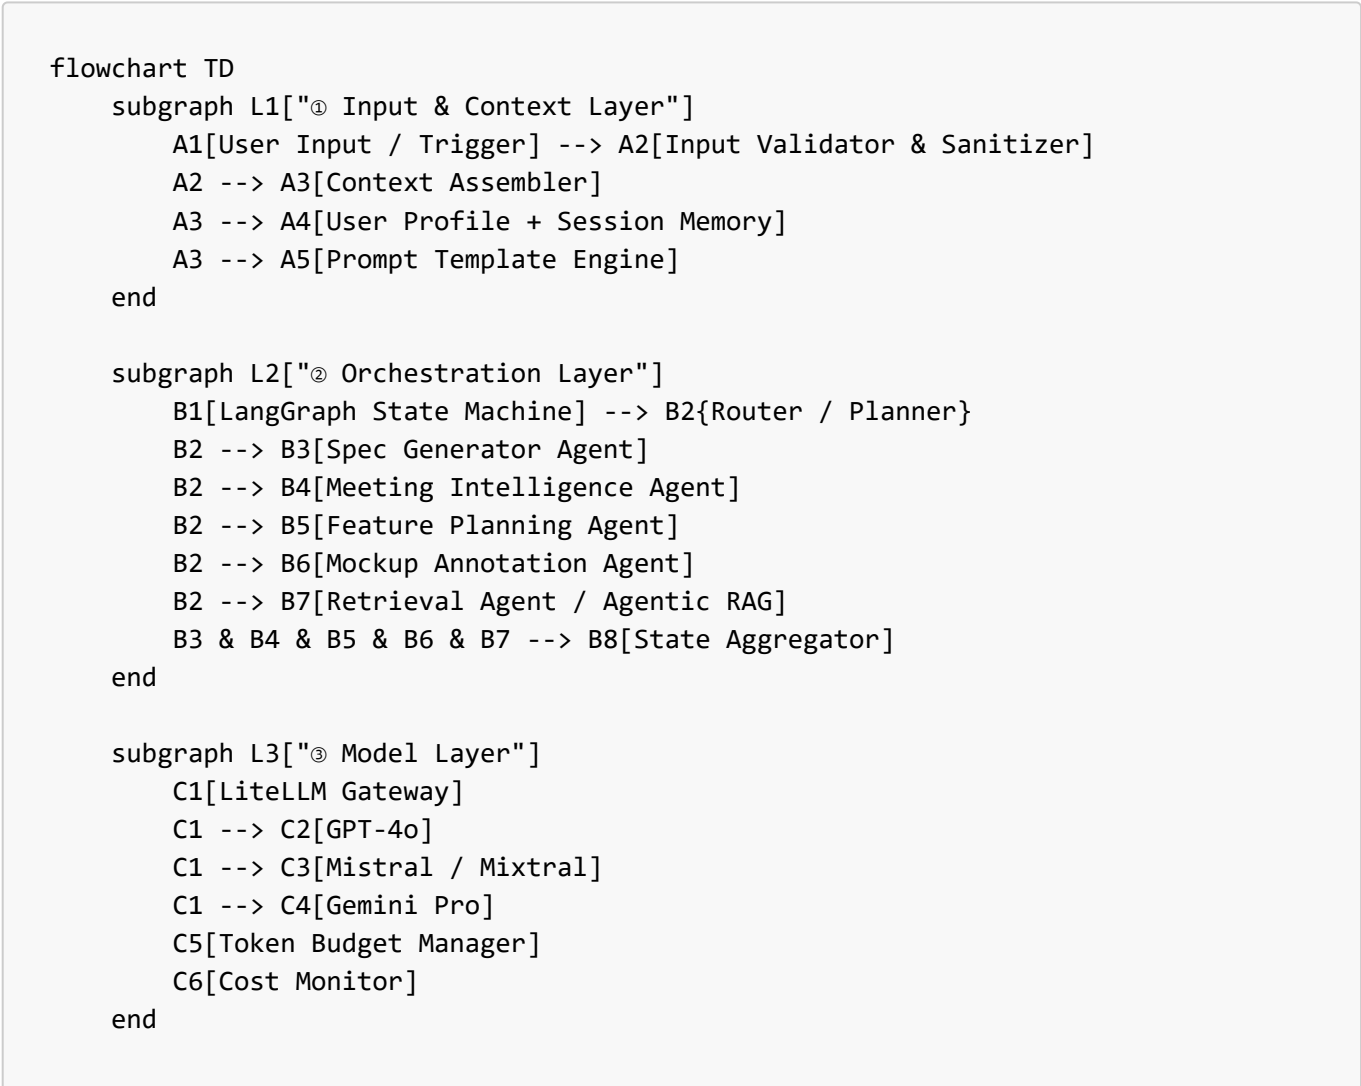 flowchart TD
    subgraph L1["① Input & Context Layer"]
        A1[User Input / Trigger] --> A2[Input Validator & Sanitizer]
        A2 --> A3[Context Assembler]
        A3 --> A4[User Profile + Session Memory]
        A3 --> A5[Prompt Template Engine]
    end

    subgraph L2["② Orchestration Layer"]
        B1[LangGraph State Machine] --> B2{Router / Planner}
        B2 --> B3[Spec Generator Agent]
        B2 --> B4[Meeting Intelligence Agent]
        B2 --> B5[Feature Planning Agent]
        B2 --> B6[Mockup Annotation Agent]
        B2 --> B7[Retrieval Agent / Agentic RAG]
        B3 & B4 & B5 & B6 & B7 --> B8[State Aggregator]
    end

    subgraph L3["③ Model Layer"]
        C1[LiteLLM Gateway]
        C1 --> C2[GPT-4o]
        C1 --> C3[Mistral / Mixtral]
        C1 --> C4[Gemini Pro]
        C5[Token Budget Manager]
        C6[Cost Monitor]
    end